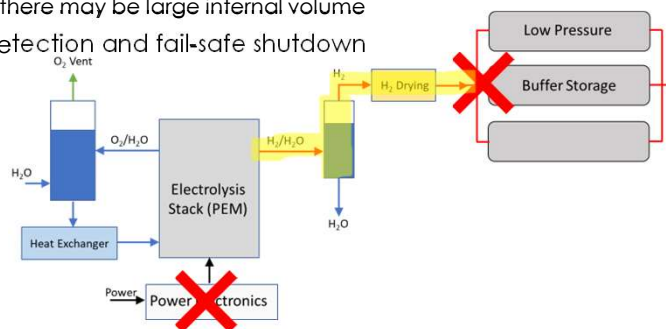 there may be large internal volume
etection and fail-safe shutdown
O₂ Vent
H₂
Low Pressure
H₂ Drying
Buffer Storage
O₂/H₂O
H₂/H₂O
H₂O
Electrolysis
Stack (PEM)
H₂O
Heat Exchanger
Power
Power ctronics